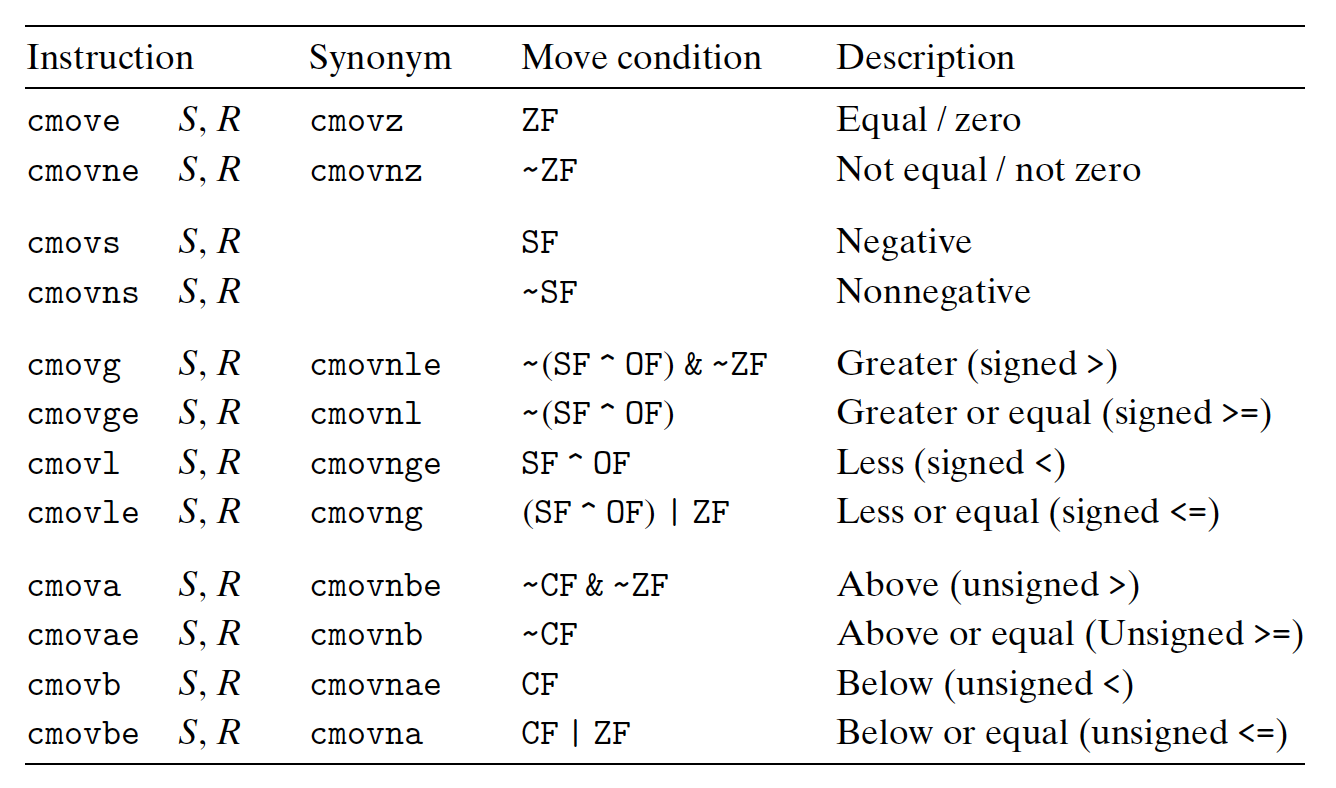 Instruction Synonym Move condition Description
cmove S, R cmovz ZF Equal / zero
cmovne S, R cmovnz ~ZF Not equal / not zero
cmovs S, R SF Negative
cmovns S, R ~SF Nonnegative
cmovg S, R cmovnle ~(SF ^ OF) & ~ZF Greater (signed >)
cmovge S, R cmovnl ~(SF ^ OF) Greater or equal (signed >=)
cmovl S, R cmovnge SF ^ OF Less (signed <)
cmovle S, R cmovng (SF ^ OF) | ZF Less or equal (signed <=)
cmova S, R cmovnbe ~CF & ~ZF Above (unsigned >)
cmovae S, R cmovnb ~CF Above or equal (Unsigned >=)
cmovb S, R cmovnae CF Below (unsigned <)
cmovbe S, R cmovna CF | ZF Below or equal (unsigned <=)